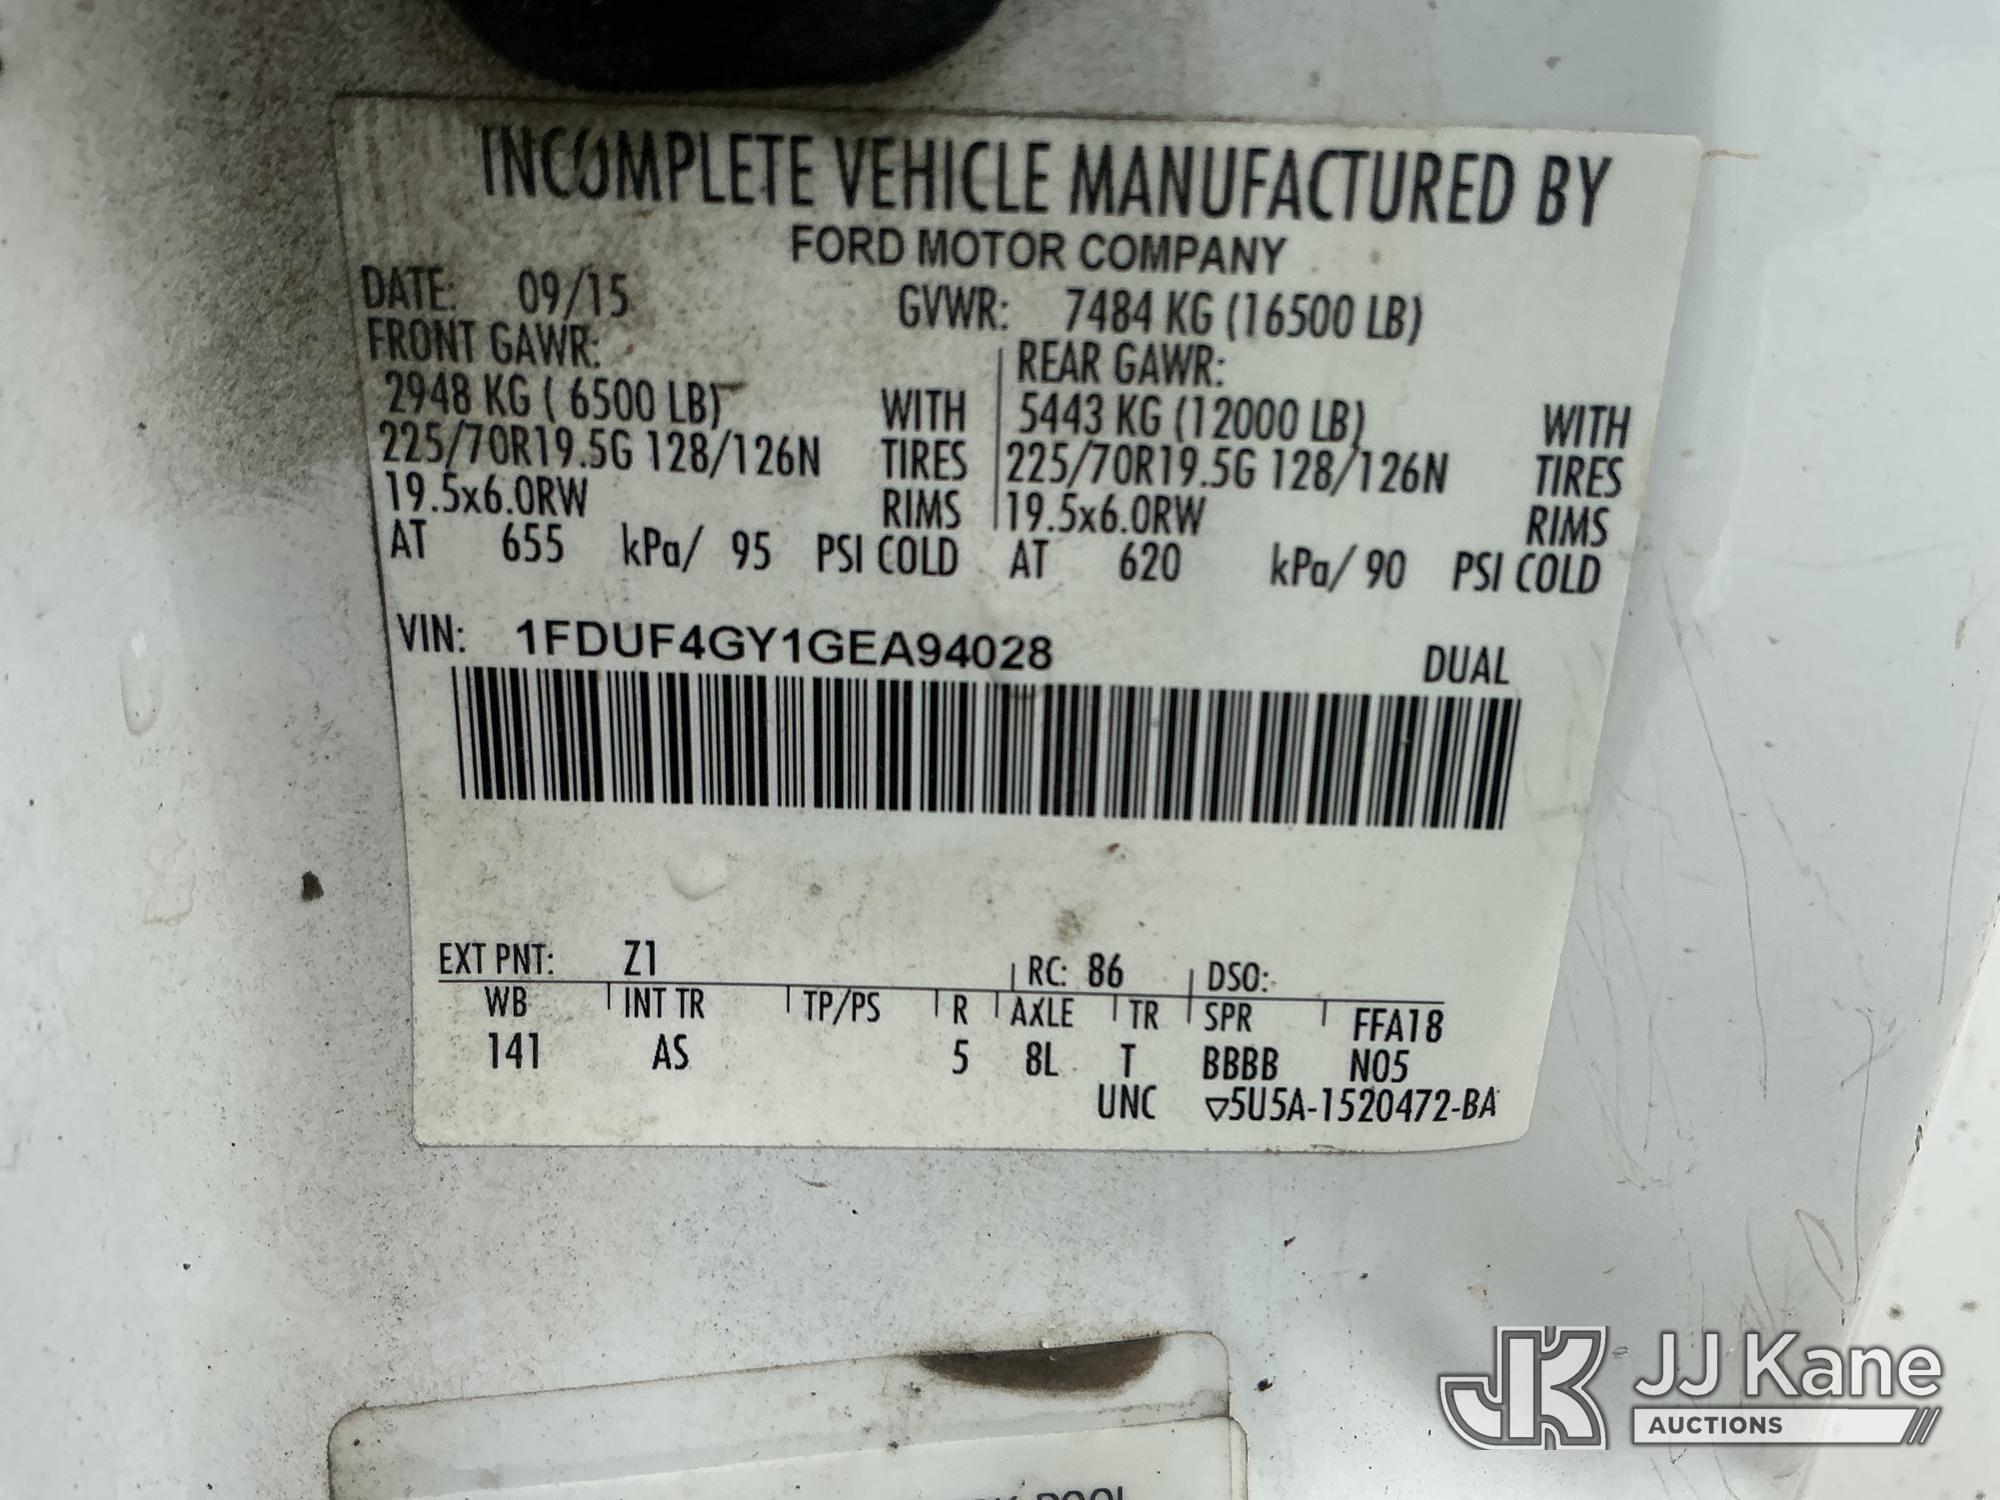 INCOMPLETE VEHICLE MANUFACTURED BY
FORD MOTOR COMPANY
DATE: 09/15 GVWR: 7484 KG (16500 LB)
FRONT GAWR: REAR GAWR:
2948 KG ( 6500 LB) WITH 5443 KG (12000 LB) WITH
225/70R19.5G 128/126N TIRES 225/70R19.5G 128/126N TIRES
19.5x6.0RW RIMS 19.5x6.0RW RIMS
AT 655 kPa/ 95 PSI COLD AT 620 kPa/ 90 PSI COLD
VIN: 1FDUF4GY1GEA94028 DUAL
EXT PNT: Z1 RC: 86 DSO:
WB INT TR TP/PS R AXLE TR SPR FFA18
141 AS 5 8L T BBBB N05
UNC ▽5U5A-1520472-BA
POOL
JK JJ Kane
AUCTIONS